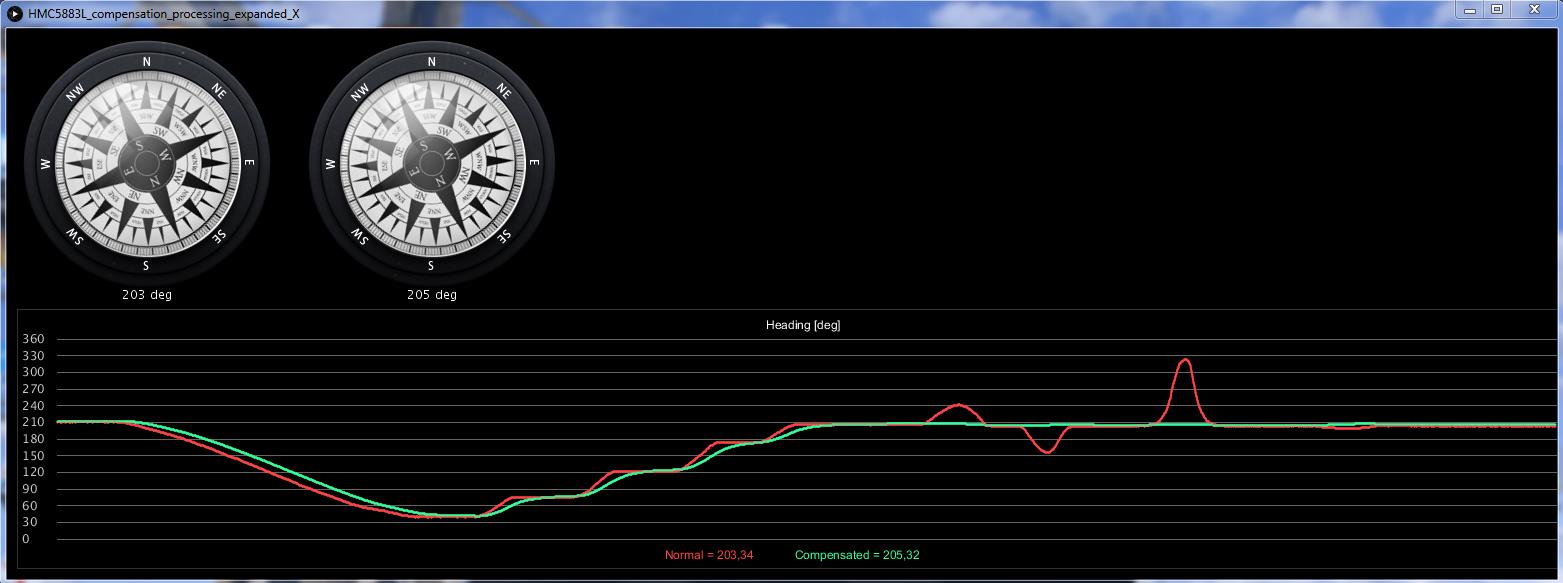 HMC5883L_compensation_processing_expanded_X
N
NW NE
W E
SW SE
S
203 deg
N
NW NE
W E
SW SE
S
205 deg
Heading [deg]
360
330
300
270
240
210
180
150
120
90
60
30
0
Normal = 203,34 Compensated = 205,32